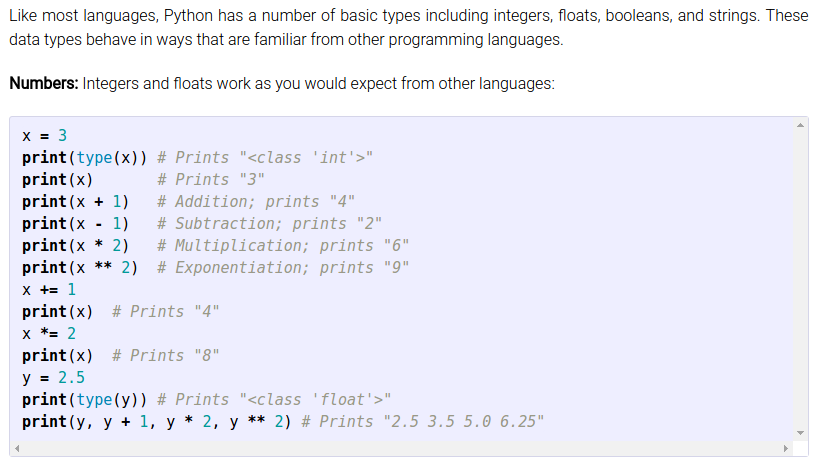 Like most languages, Python has a number of basic types including integers, floats, booleans, and strings. These
data types behave in ways that are familiar from other programming languages.
Numbers: Integers and floats work as you would expect from other languages:
x = 3
print(type(x)) # Prints "<class 'int'>"
print(x)       # Prints "3"
print(x + 1)   # Addition; prints "4"
print(x - 1)   # Subtraction; prints "2"
print(x * 2)   # Multiplication; prints "6"
print(x ** 2)  # Exponentiation; prints "9"
x += 1
print(x)  # Prints "4"
x *= 2
print(x)  # Prints "8"
y = 2.5
print(type(y)) # Prints "<class 'float'>"
print(y, y + 1, y * 2, y ** 2) # Prints "2.5 3.5 5.0 6.25"